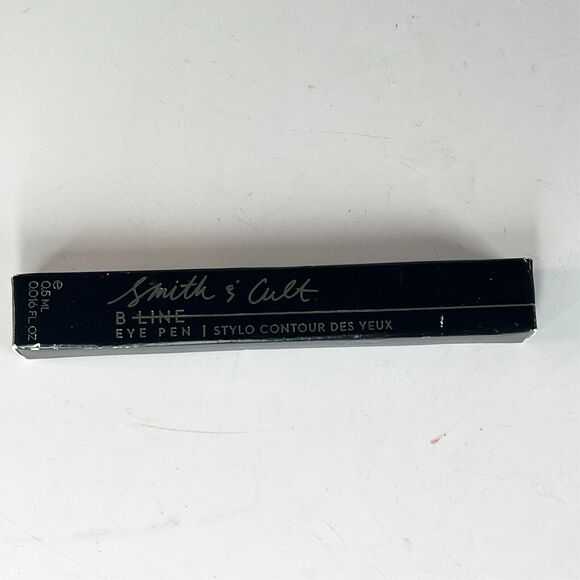 Smith & Cult
B LINE
EYE PEN | STYLO CONTOUR DES YEUX
e
0.5 ML
0.016 FL. OZ